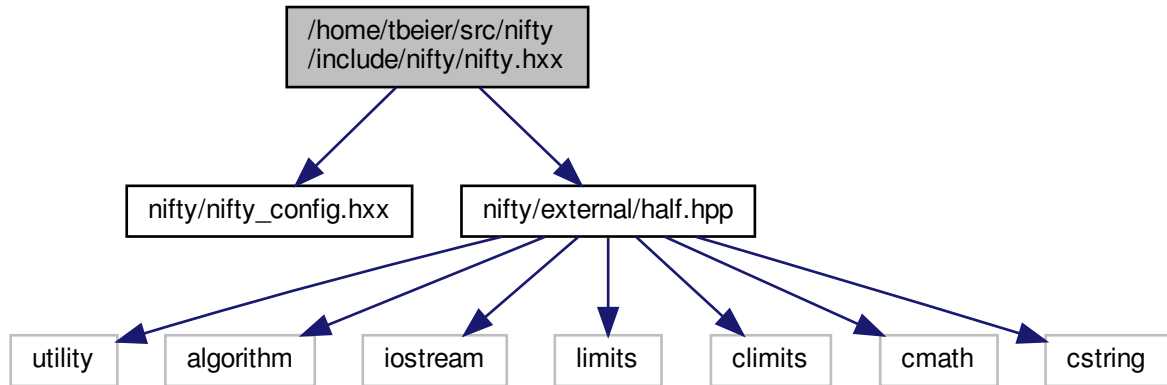 /home/tbeier/src/nifty
/include/nifty/nifty.hxx
nifty/nifty_config.hxx
nifty/external/half.hpp
utility
algorithm
iostream
limits
climits
cmath
cstring